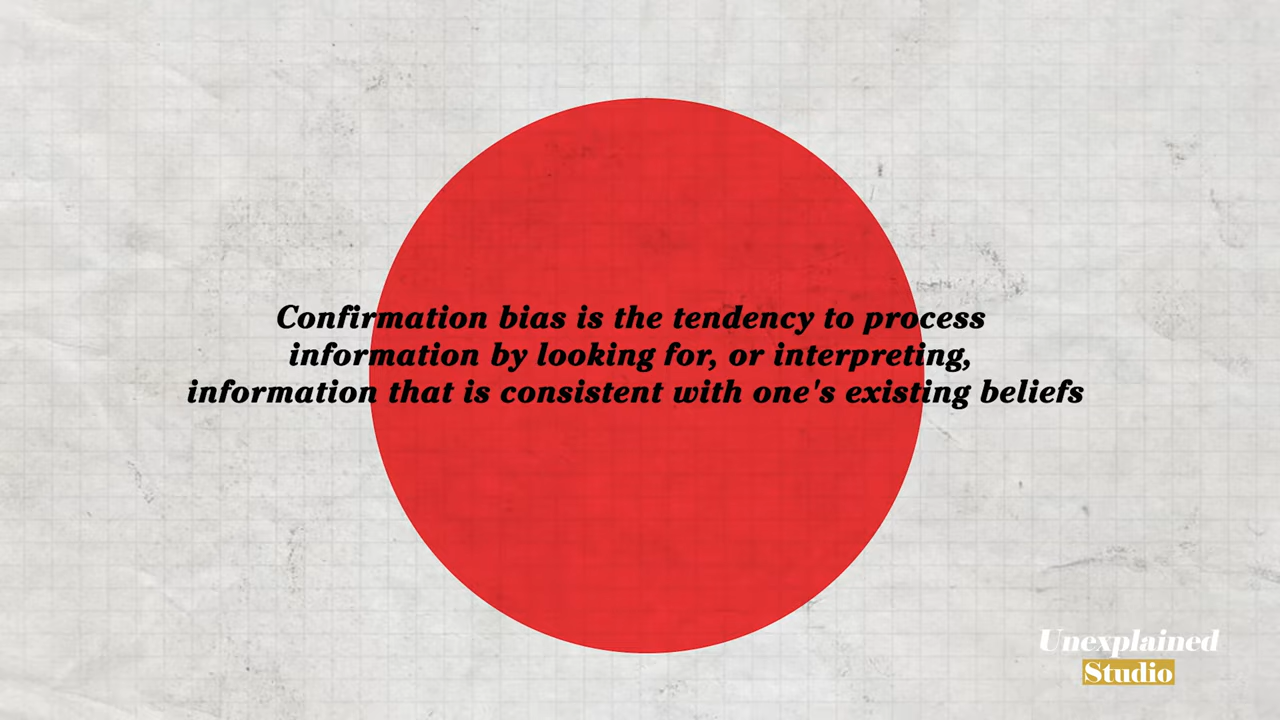 Confirmation bias is the tendency to process
information by looking for, or interpreting,
information that is consistent with one's existing beliefs
Unexplained
Studio